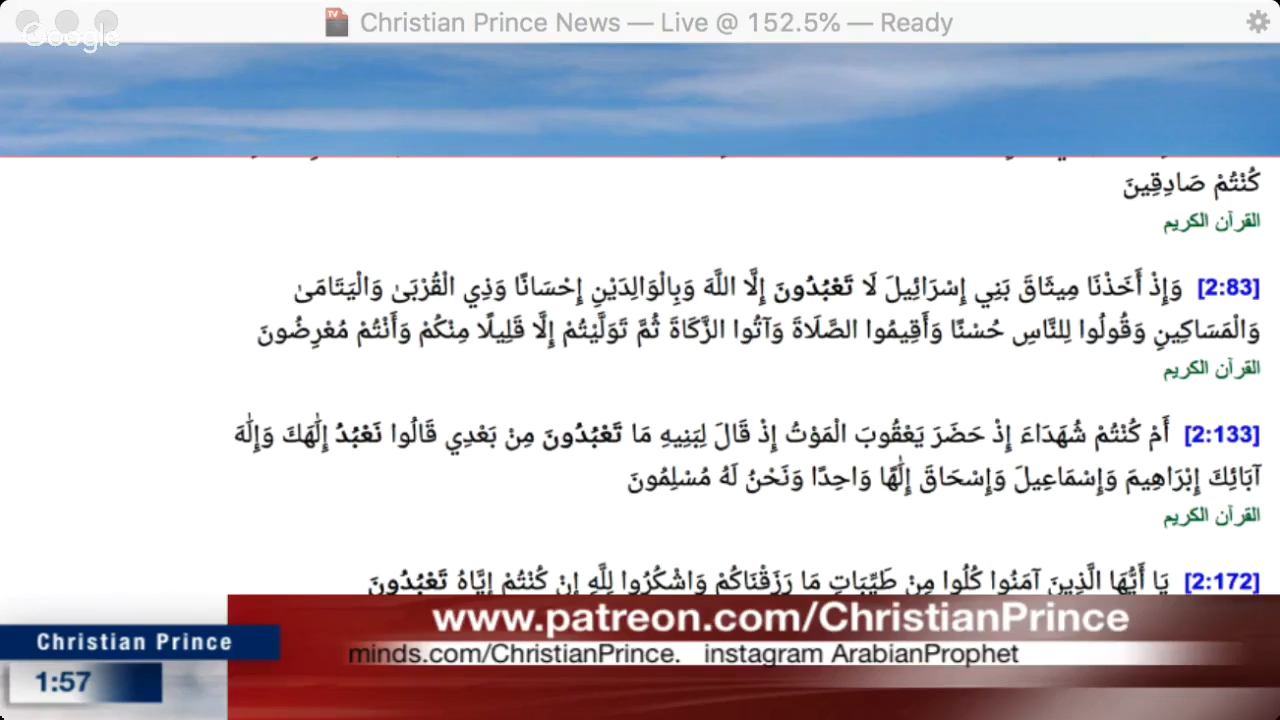 Christian Prince News — Live @ 152.5% — Ready
Google
كُنْتُمْ صَادِقِينَ
القرآن الكريم
[2:83] وَإِذْ أَخَذْنَا مِيثَاقَ بَنِي إِسْرَائِيلَ لَا تَعْبُدُونَ إِلَّا اللَّهَ وَبِالْوَالِدَيْنِ إِحْسَانًا وَذِي الْقُرْبَىٰ وَالْيَتَامَىٰ
وَالْمَسَاكِينِ وَقُولُوا لِلنَّاسِ حُسْنًا وَأَقِيمُوا الصَّلَاةَ وَآتُوا الزَّكَاةَ ثُمَّ تَوَلَّيْتُمْ إِلَّا قَلِيلًا مِنْكُمْ وَأَنْتُمْ مُعْرِضُونَ
القرآن الكريم
[2:133] أَمْ كُنْتُمْ شُهَدَاءَ إِذْ حَضَرَ يَعْقُوبَ الْمَوْتُ إِذْ قَالَ لِبَنِيهِ مَا تَعْبُدُونَ مِنْ بَعْدِي قَالُوا نَعْبُدُ إِلَٰهَكَ وَإِلَٰهَ
آبَائِكَ إِبْرَاهِيمَ وَإِسْمَاعِيلَ وَإِسْحَاقَ إِلَٰهًا وَاحِدًا وَنَحْنُ لَهُ مُسْلِمُونَ
القرآن الكريم
[2:172] يَا أَيُّهَا الَّذِينَ آمَنُوا كُلُوا مِنْ طَيِّبَاتِ مَا رَزَقْنَاكُمْ وَاشْكُرُوا لِلَّهِ إِنْ كُنْتُمْ إِيَّاهُ تَعْبُدُونَ
www.patreon.com/ChristianPrince
Christian Prince
minds.com/ChristianPrince. instagram ArabianProphet
1:57